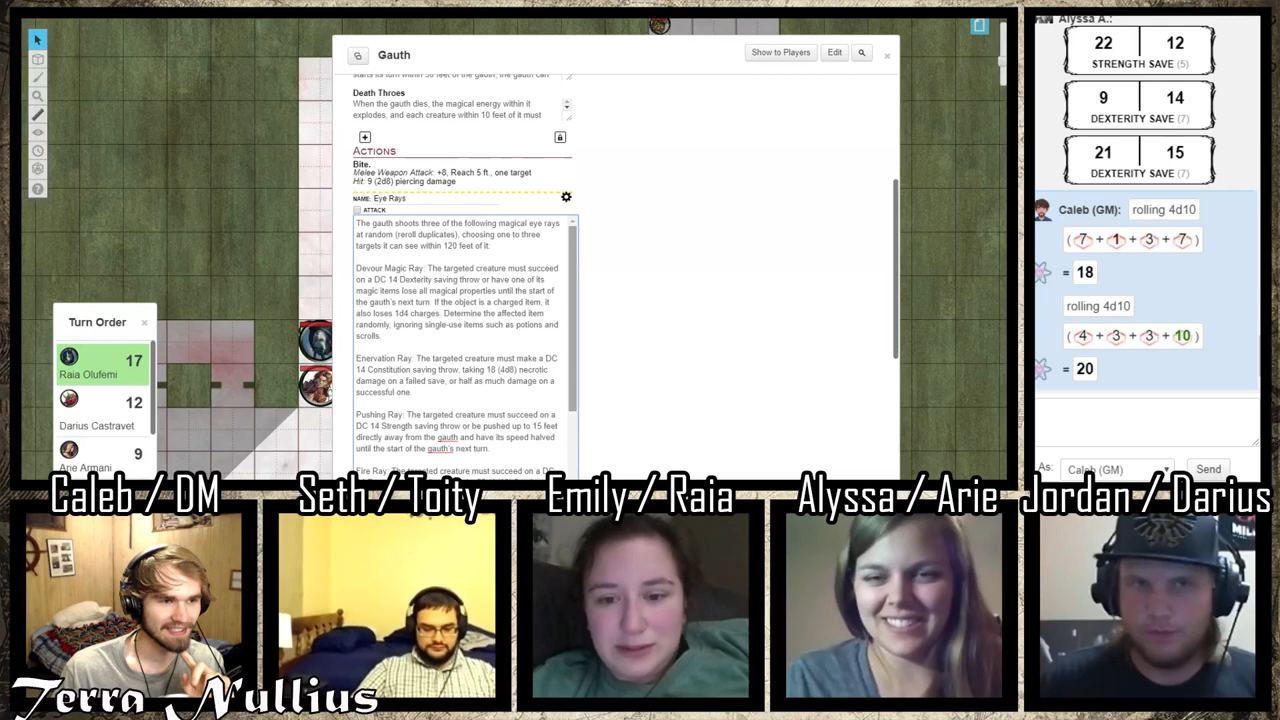 Gauth
Show to Players
Edit
Death Throes
When the gauth dies, the magical energy within it
explodes, and each creature within 10 feet of it must
ACTIONS
Bite.
Melee Weapon Attack: +8, Reach 5 ft., one target
Hit: 9 (2d8) piercing damage
NAME: Eye Rays
ATTACK
The gauth shoots three of the following magical eye rays
at random (reroll duplicates), choosing one to three
targets it can see within 120 feet of it:
Devour Magic Ray: The targeted creature must succeed
on a DC 14 Dexterity saving throw or have one of its
magic items lose all magical properties until the start of
the gauth's next turn. If the object is a charged item, it
also loses 1d4 charges. Determine the affected item
randomly, ignoring single-use items such as potions and
scrolls.
Enervation Ray: The targeted creature must make a DC
14 Constitution saving throw, taking 18 (4d8) necrotic
damage on a failed save, or half as much damage on a
successful one.
Pushing Ray: The targeted creature must succeed on a
DC 14 Strength saving throw or be pushed up to 15 feet
directly away from the gauth and have its speed halved
until the start of the gauth's next turn.
Fire Ray: The targeted creature must succeed on a DC
Turn Order
17
Raia Olufemi
12
Darius Castravet
9
Arie Armani
Alyssa A.:
22 12
STRENGTH SAVE (5)
9 14
DEXTERITY SAVE (7)
21 15
DEXTERITY SAVE (7)
Caleb (GM): rolling 4d10
(7+1+3+7)
= 18
rolling 4d10
(4+3+3+10)
= 20
As: Caleb (GM) Send
Caleb / DM
Seth / Toity
Emily / Raia
Alyssa / Arie
Jordan / Darius
Terra Nullius